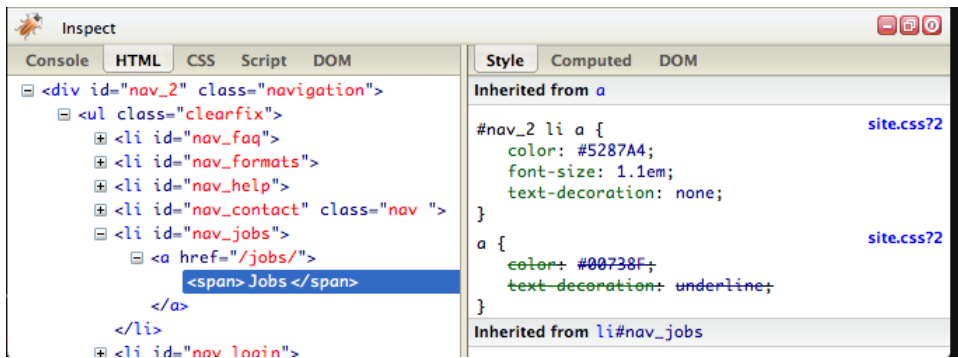 Inspect
Console HTML CSS Script DOM
<div id="nav_2" class="navigation">
<ul class="clearfix">
<li id="nav_faq">
<li id="nav_formats">
<li id="nav_help">
<li id="nav_contact" class="nav ">
<li id="nav_jobs">
<a href="/jobs/">
<span> Jobs </span>
</a>
</li>
<li id="nav_login">
Style Computed DOM
Inherited from a
#nav_2 li a { site.css?2
color: #5287A4;
font-size: 1.1em;
text-decoration: none;
}
a { site.css?2
color: #00738F;
text-decoration: underline;
}
Inherited from li#nav_jobs